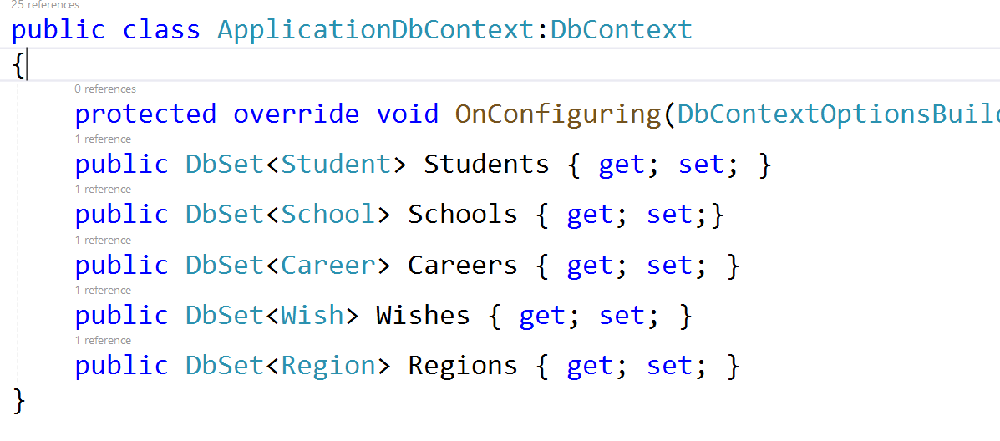 25 references
public class ApplicationDbContext:DbContext
{
0 references
protected override void OnConfiguring(DbContextOptionsBuil
1 reference
public DbSet<Student> Students { get; set; }
1 reference
public DbSet<School> Schools { get; set;}
1 reference
public DbSet<Career> Careers { get; set; }
1 reference
public DbSet<Wish> Wishes { get; set; }
1 reference
public DbSet<Region> Regions { get; set; }
}